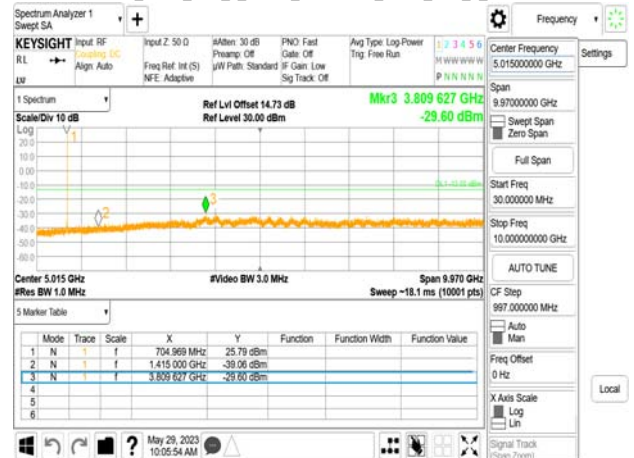 Spectrum Analyzer 1
Swept SA
+
Frequency
KEYSIGHT
RL
Input: RF
Coupling: DC
Align: Auto
Input Z: 50 Ω
Freq Ref: Int (S)
NFE: Adaptive
#Atten: 30 dB
Preamp: Off
µW Path: Standard
PNO: Fast
Gate: Off
IF Gain: Low
Sig Track: Off
Avg Type: Log-Power
Trig: Free Run
1 2 3 4 5 6
M W W W W W
P N N N N N
1 Spectrum
Scale/Div 10 dB
Ref Lvl Offset 14.73 dB
Ref Level 30.00 dBm
Mkr3 3.809 627 GHz
-29.60 dBm
Log
20.0
10.0
0.00
-10.0
-20.0
-30.0
-40.0
-50.0
-60.0
1
2
3
DL1 -13.00 dBm
Center 5.015 GHz
#Video BW 3.0 MHz
Span 9.970 GHz
#Res BW 1.0 MHz
Sweep ~18.1 ms (10001 pts)
5 Marker Table
Mode Trace Scale X Y Function Function Width Function Value
1 N 1 f 704.969 MHz 25.79 dBm
2 N 1 f 1.415 000 GHz -39.06 dBm
3 N 1 f 3.809 627 GHz -29.60 dBm
4
5
6
May 29, 2023
10:05:54 AM
Center Frequency
5.015000000 GHz
Settings
Span
9.97000000 GHz
Swept Span
Zero Span
Full Span
Start Freq
30.000000 MHz
Stop Freq
10.000000000 GHz
AUTO TUNE
CF Step
997.000000 MHz
Auto
Man
Freq Offset
0 Hz
X Axis Scale
Log
Lin
Local
Signal Track
(Span Zoom)